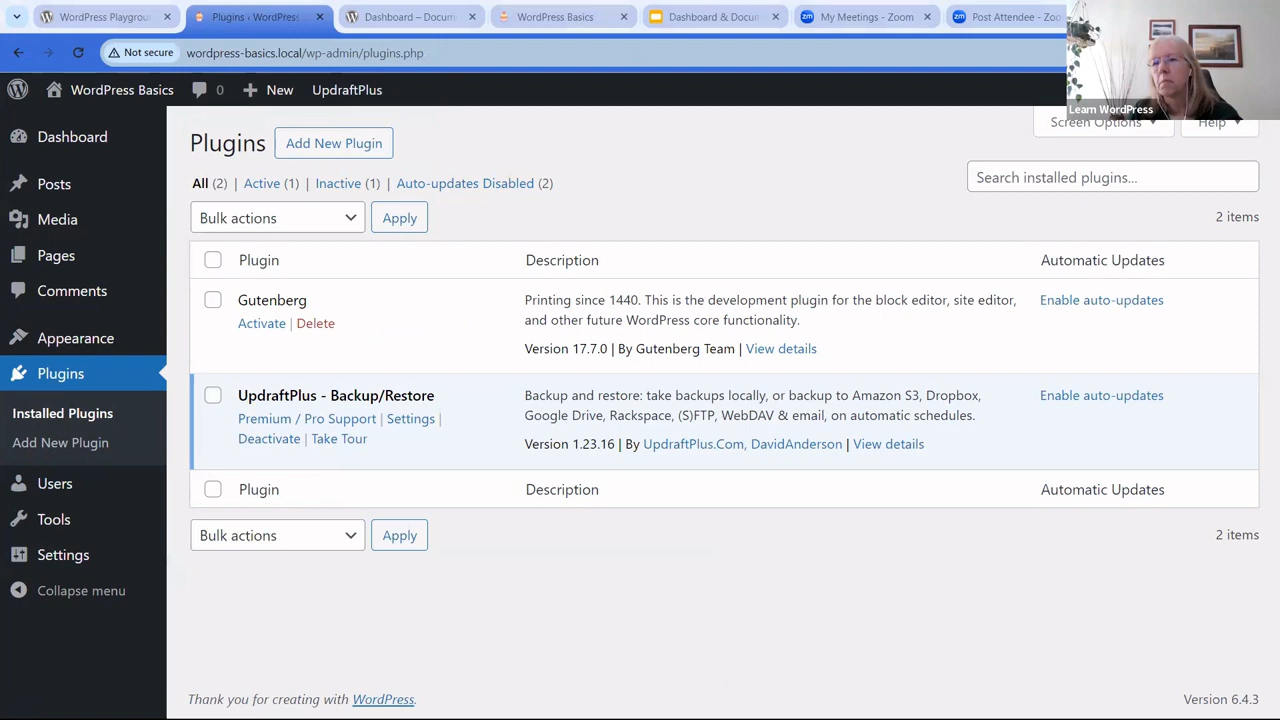 WordPress Playgrou
Plugins ‹ WordPress
Dashboard – Docum
WordPress Basics
Dashboard & Docu
My Meetings - Zoom
Post Attendee - Zoo
Not secure
wordpress-basics.local/wp-admin/plugins.php
Learn WordPress
WordPress Basics
0
New
UpdraftPlus
Screen Options
Help
Dashboard
Posts
Media
Pages
Comments
Appearance
Plugins
Installed Plugins
Add New Plugin
Users
Tools
Settings
Collapse menu
Plugins
Add New Plugin
All (2) | Active (1) | Inactive (1) | Auto-updates Disabled (2)
Search installed plugins...
Bulk actions
Apply
2 items
Plugin
Description
Automatic Updates
Gutenberg
Activate | Delete
Printing since 1440. This is the development plugin for the block editor, site editor,
and other future WordPress core functionality.
Version 17.7.0 | By Gutenberg Team | View details
Enable auto-updates
UpdraftPlus - Backup/Restore
Premium / Pro Support | Settings |
Deactivate | Take Tour
Backup and restore: take backups locally, or backup to Amazon S3, Dropbox,
Google Drive, Rackspace, (S)FTP, WebDAV & email, on automatic schedules.
Version 1.23.16 | By UpdraftPlus.Com, DavidAnderson | View details
Enable auto-updates
Plugin
Description
Automatic Updates
Bulk actions
Apply
2 items
Thank you for creating with WordPress.
Version 6.4.3